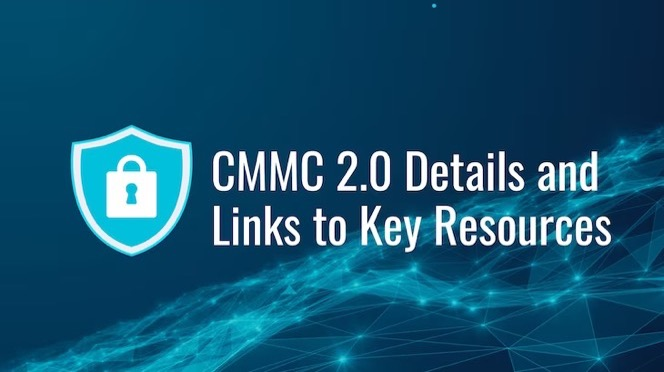 CMMC 2.0 Details and
Links to Key Resources